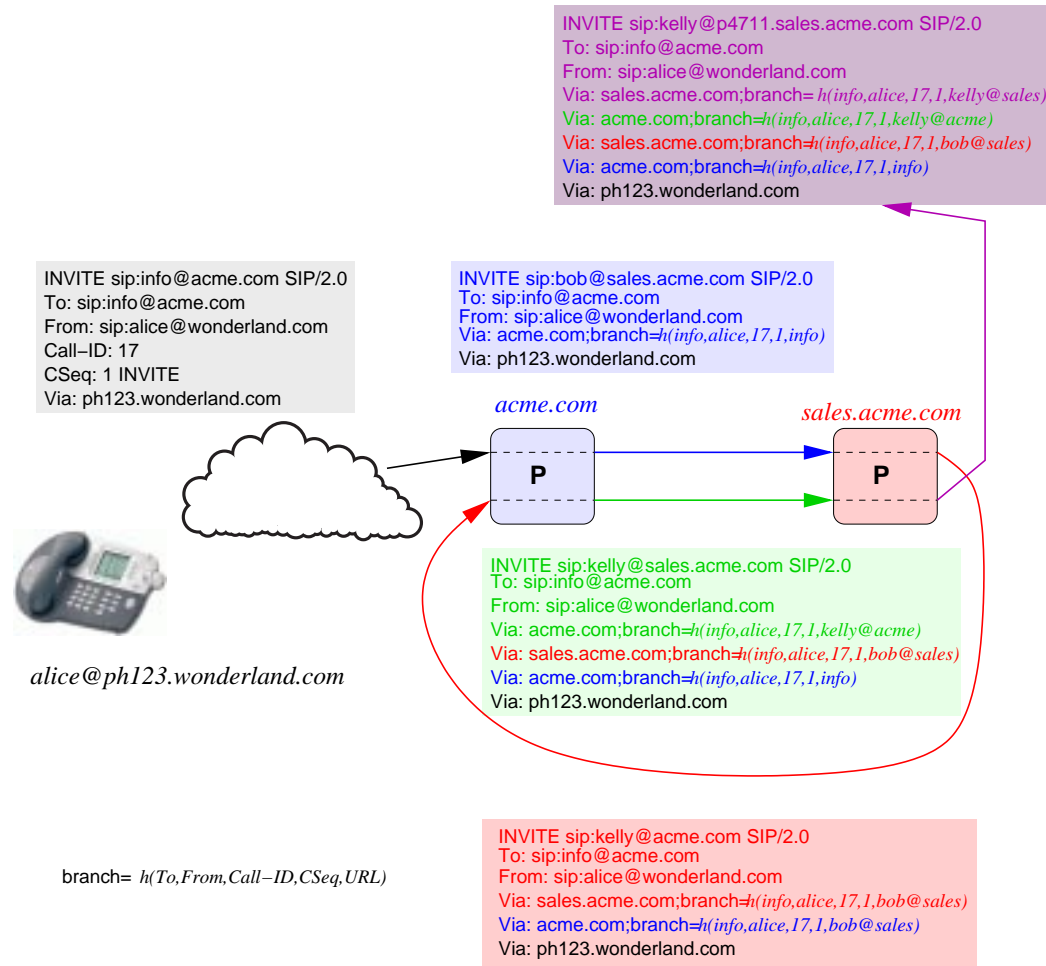 INVITE sip:kelly@p4711.sales.acme.com SIP/2.0
To: sip:info@acme.com
From: sip:alice@wonderland.com
Via: sales.acme.com;branch= h(info,alice,17,1,kelly@sales)
Via: acme.com;branch=h(info,alice,17,1,kelly@acme)
Via: sales.acme.com;branch=h(info,alice,17,1,bob@sales)
Via: acme.com;branch=h(info,alice,17,1,info)
Via: ph123.wonderland.com
INVITE sip:info@acme.com SIP/2.0
To: sip:info@acme.com
From: sip:alice@wonderland.com
Call−ID: 17
CSeq: 1 INVITE
Via: ph123.wonderland.com
INVITE sip:bob@sales.acme.com SIP/2.0
To: sip:info@acme.com
From: sip:alice@wonderland.com
Via: acme.com;branch=h(info,alice,17,1,info)
Via: ph123.wonderland.com
acme.com
sales.acme.com
P
P
INVITE sip:kelly@sales.acme.com SIP/2.0
To: sip:info@acme.com
From: sip:alice@wonderland.com
Via: acme.com;branch=h(info,alice,17,1,kelly@acme)
Via: sales.acme.com;branch=h(info,alice,17,1,bob@sales)
Via: acme.com;branch=h(info,alice,17,1,info)
Via: ph123.wonderland.com
alice@ph123.wonderland.com
branch= h(To,From,Call−ID,CSeq,URL)
INVITE sip:kelly@acme.com SIP/2.0
To: sip:info@acme.com
From: sip:alice@wonderland.com
Via: sales.acme.com;branch=h(info,alice,17,1,bob@sales)
Via: acme.com;branch=h(info,alice,17,1,bob@sales)
Via: ph123.wonderland.com